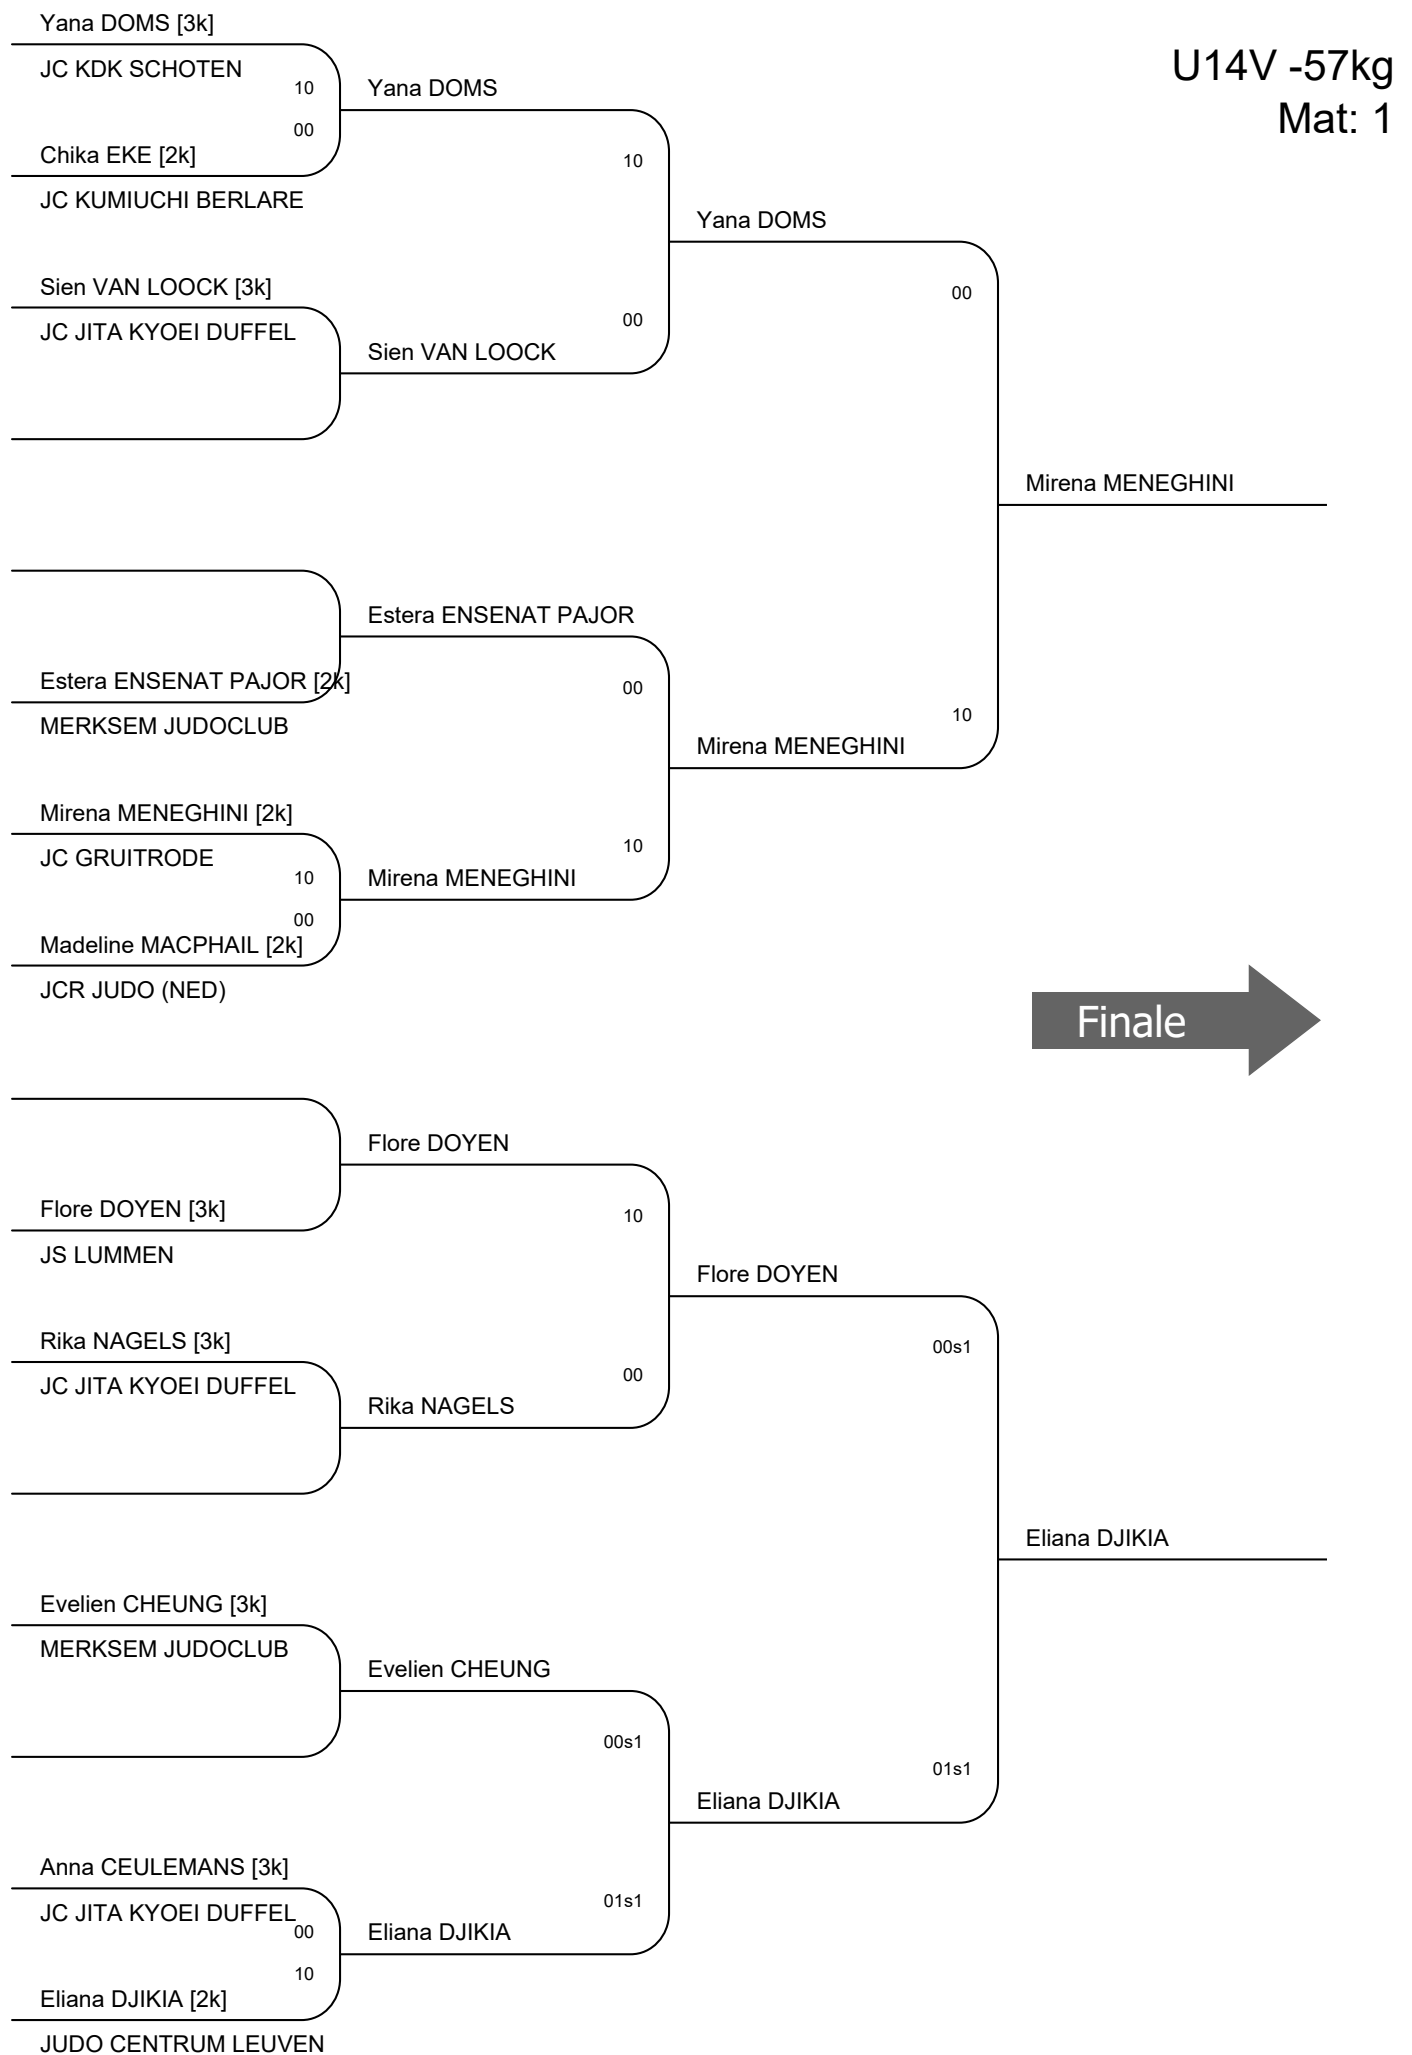 Yana DOMS [3k]
U14V -57kg
JC KDK SCHOTEN
10
Yana DOMS
Mat: 1
00
Chika EKE [2k]
10
JC KUMIUCHI BERLARE
Yana DOMS
Sien VAN LOOCK [3k]
00
JC JITA KYOEI DUFFEL
00
Sien VAN LOOCK
Mirena MENEGHINI
Estera ENSENAT PAJOR
Estera ENSENAT PAJOR [2k]
00
MERKSEM JUDOCLUB
10
Mirena MENEGHINI
Mirena MENEGHINI [2k]
JC GRUITRODE
10
10
Mirena MENEGHINI
00
Madeline MACPHAIL [2k]
JCR JUDO (NED)
Finale
Flore DOYEN
Flore DOYEN [3k]
10
JS LUMMEN
Flore DOYEN
Rika NAGELS [3k]
00s1
JC JITA KYOEI DUFFEL
00
Rika NAGELS
Eliana DJIKIA
Evelien CHEUNG [3k]
MERKSEM JUDOCLUB
Evelien CHEUNG
00s1
01s1
Eliana DJIKIA
Anna CEULEMANS [3k]
01s1
JC JITA KYOEI DUFFEL
00
Eliana DJIKIA
10
Eliana DJIKIA [2k]
JUDO CENTRUM LEUVEN